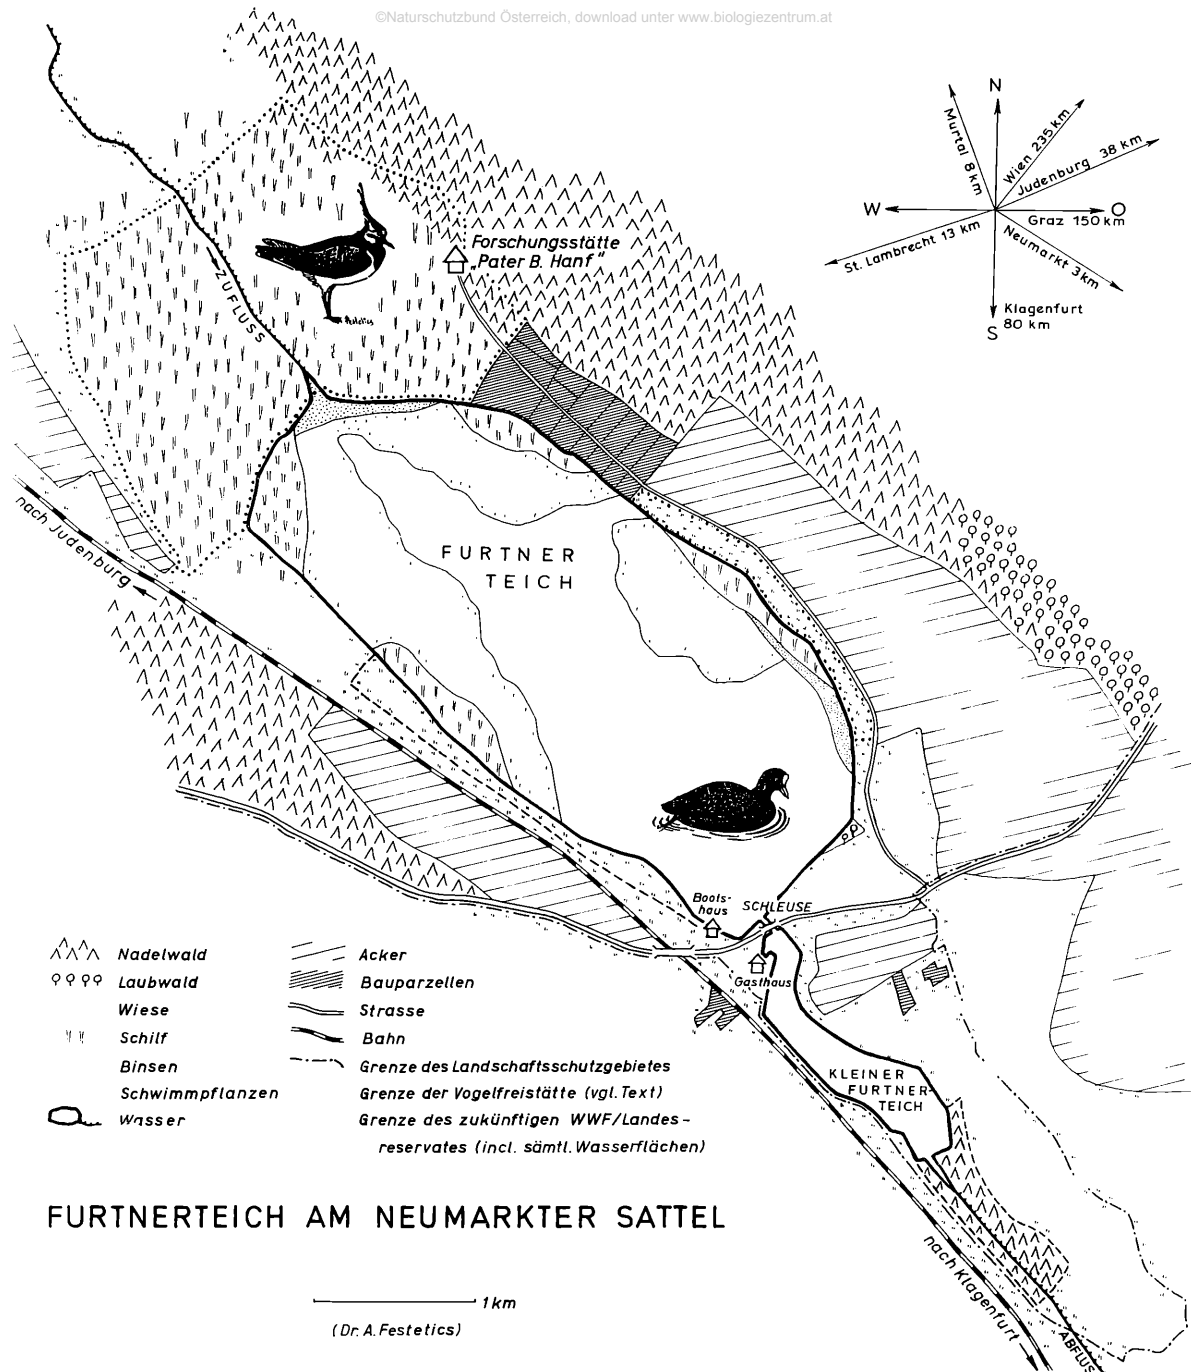 ©Naturschutzbund Österreich, download unter www.biologiezentrum.at
N
Murtal 8 km
Wien 235 km
Judenburg 38 km
W
O
Graz 150 km
St. Lambrecht 13 km
Neumarkt 3 km
Klagenfurt
80 km
S
Forschungsstätte
„Pater B. Hanf"
Festetics
ZUFLUSS
nach Judenburg
FURTNER
TEICH
Boots-
haus
SCHLEUSE
Gasthaus
KLEINER
FURTNER-
TEICH
nach Klagenfurt
ABFLUSS
Nadelwald
Laubwald
Wiese
Schilf
Binsen
Schwimmpflanzen
Wasser
Acker
Bauparzellen
Strasse
Bahn
Grenze des Landschaftsschutzgebietes
Grenze der Vogelfreistätte (vgl. Text)
Grenze des zukünftigen WWF/Landes-
reservates (incl. sämtl. Wasserflächen)
FURTNERTEICH AM NEUMARKTER SATTEL
1 km
(Dr. A. Festetics)